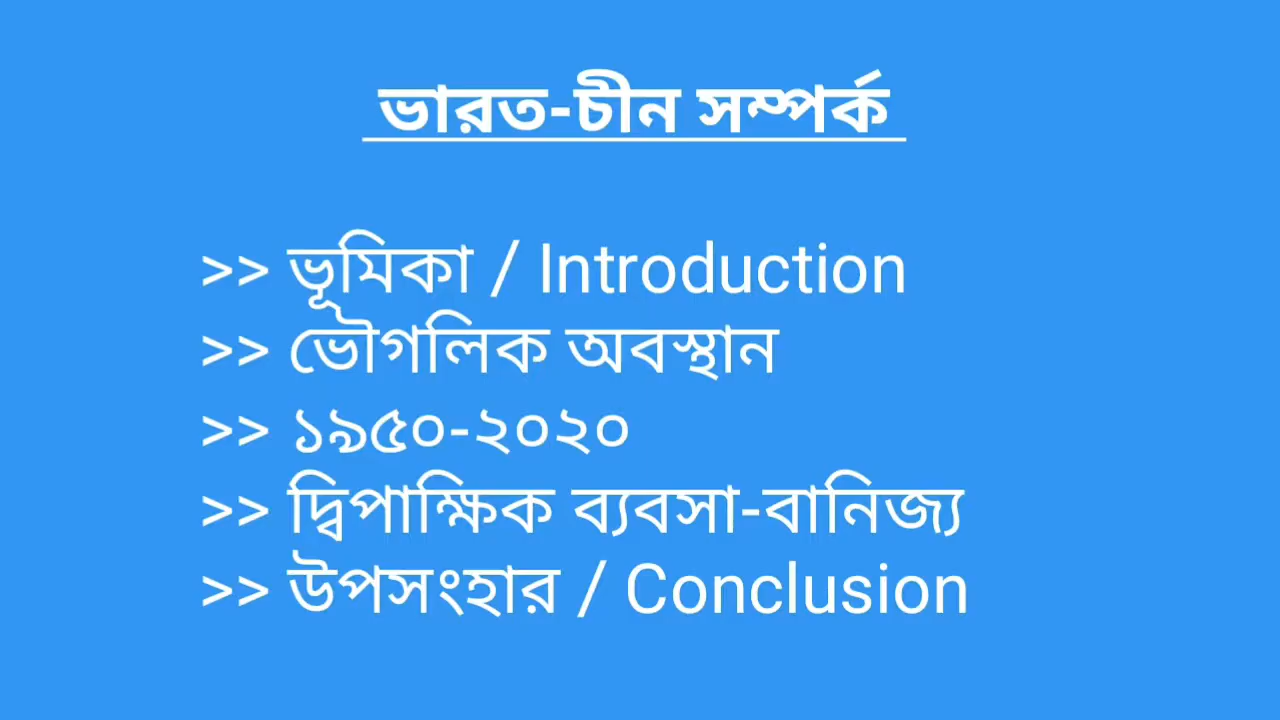 ভারত-চীন সম্পর্ক
>> ভূমিকা / Introduction
>> ভৌগলিক অবস্থান
>> ১৯৫০-২০২০
>> দ্বিপাক্ষিক ব্যবসা-বানিজ্য
>> উপসংহার / Conclusion